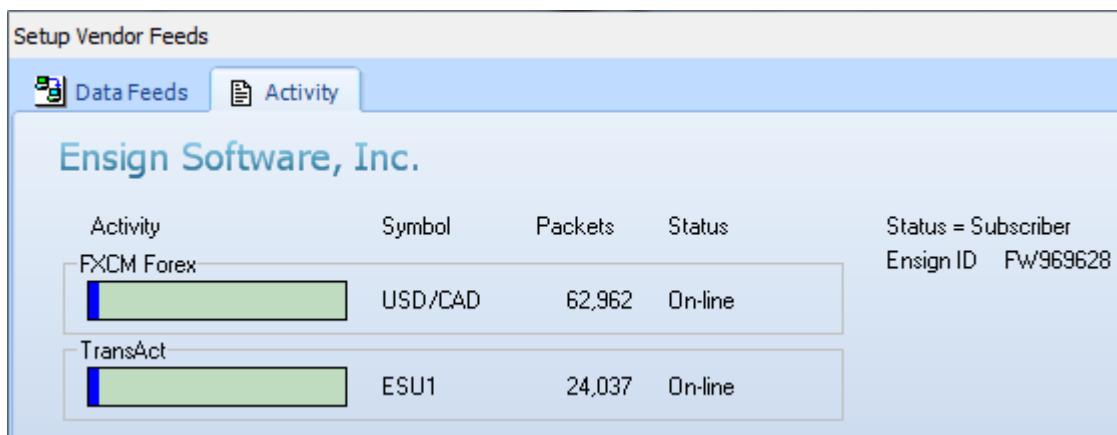 Setup Vendor Feeds
Data Feeds Activity
Ensign Software, Inc.
Activity Symbol Packets Status Status = Subscriber
FXCM Forex Ensign ID FW969628
USD/CAD 62,962 On-line
TransAct
ESU1 24,037 On-line